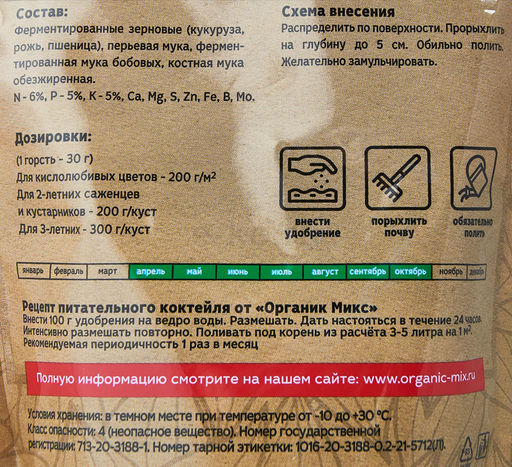 Состав:
Ферментированные зерновые (кукуруза,
рожь, пшеница), перьевая мука, фермен-
тированная мука бобовых, костная мука
обезжиренная.
N - 6%, P - 5%, K - 5%, Ca, Mg, S, Zn, Fe, B, Mo.
Схема внесения
Распределить по поверхности. Прорыхлить
на глубину до 5 см. Обильно полить.
Желательно замульчировать.
Дозировки:
(1 горсть - 30 г)
Для кислолюбивых цветов - 200 г/м²
Для 2-летних саженцев
и кустарников - 200 г/куст
Для 3-летних - 300 г/куст
внести
удобрение
порыхлить
почву
обязательно
полить
январь февраль март апрель май июнь июль август сентябрь октябрь ноябрь декабрь
Рецепт питательного коктейля от «Органик Микс»
Внести 100 г удобрения на ведро воды. Размешать. Дать настояться в течение 24 часов.
Интенсивно размешать повторно. Поливать под корень из расчёта 3-5 литра на 1 м².
Рекомендуемая периодичность 1 раз в месяц
Полную информацию смотрите на нашем сайте: www.organic-mix.ru
Условия хранения: в темном месте при температуре от -10 до +30 °С.
Класс опасности: 4 (неопасное вещество), Номер государственной
регистрации: 713-20-3188-1. Номер тарной этикетки: 1016-20-3188-0.2-21-5712(Л).